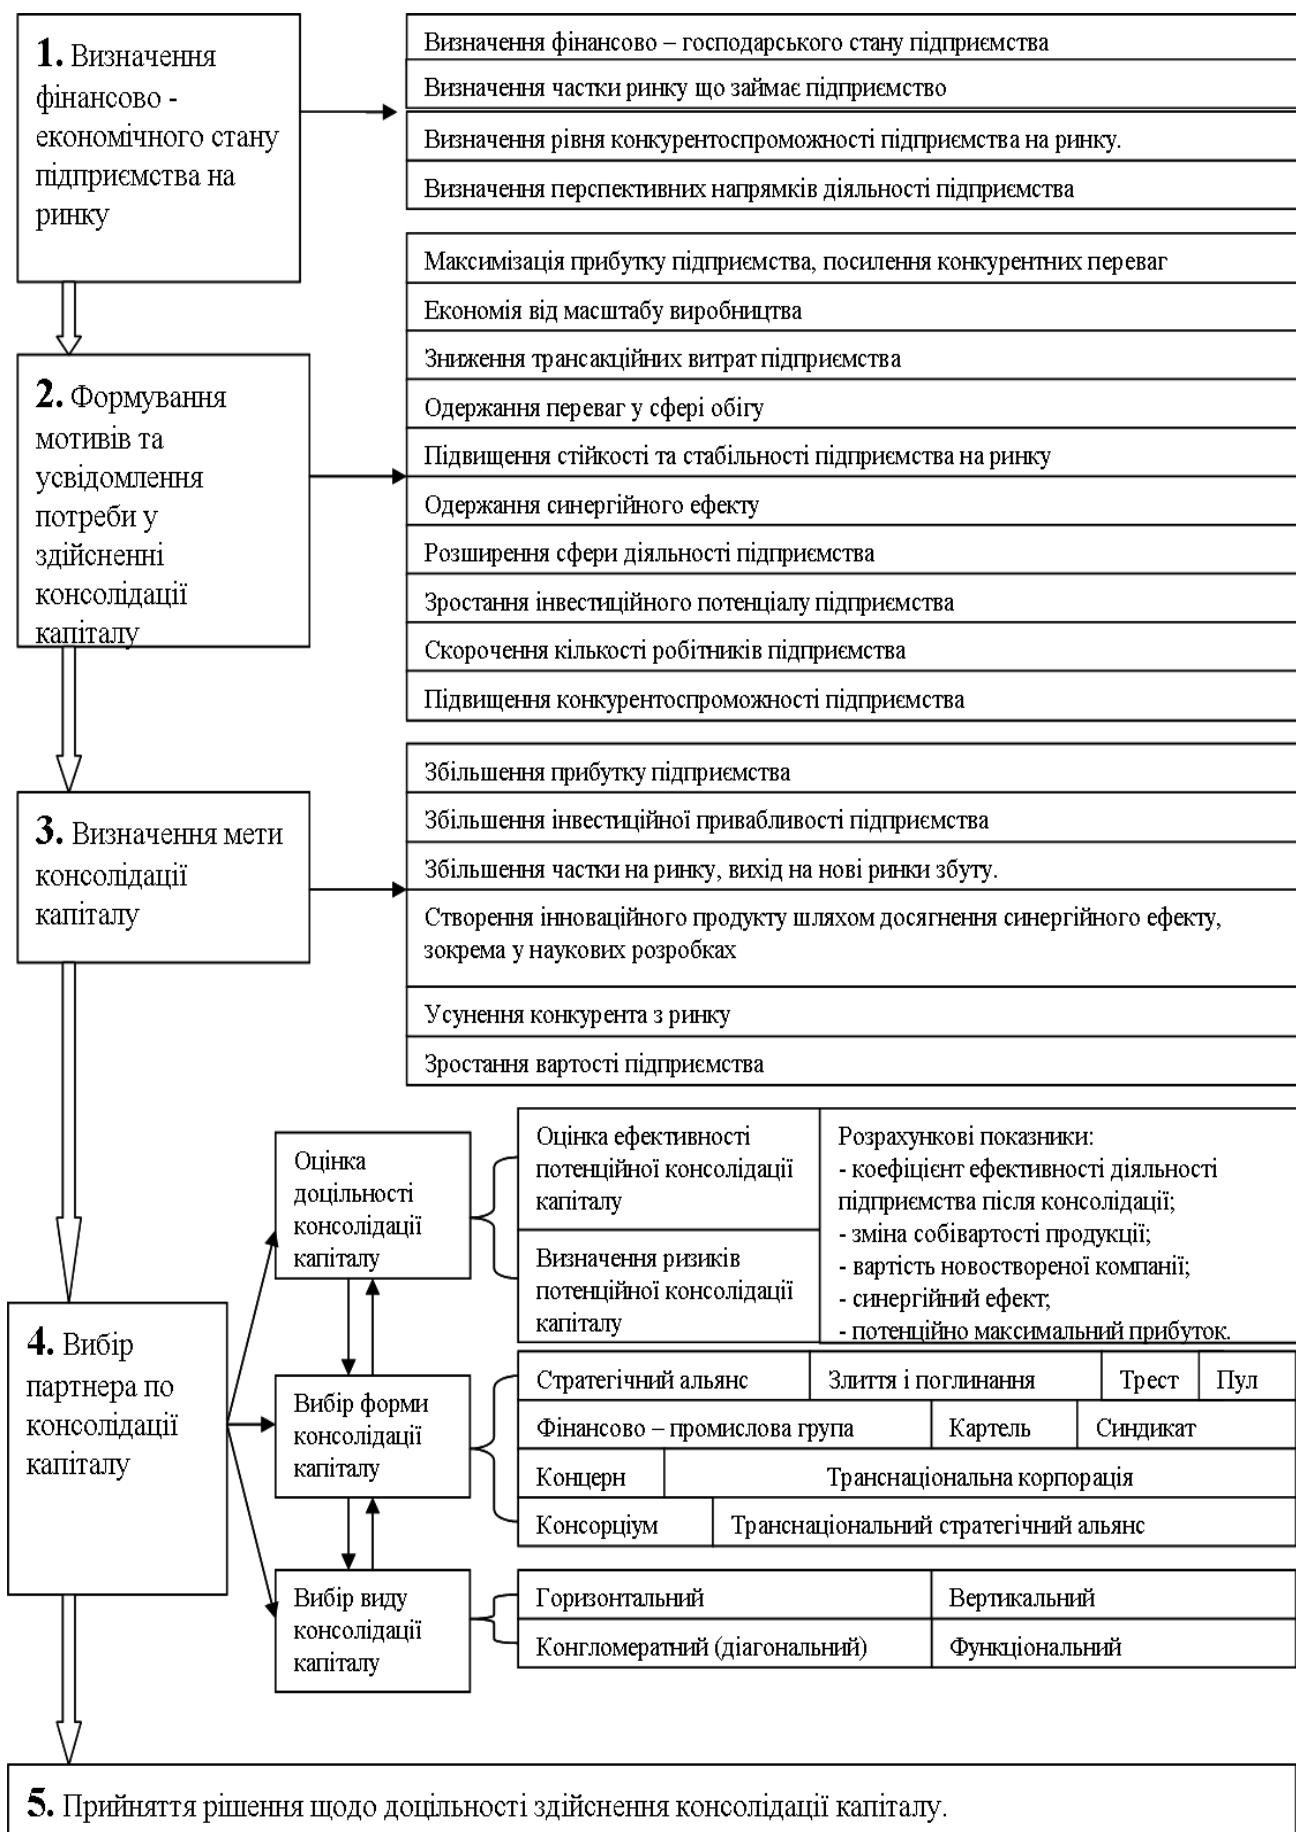 1. Визначення
фінансово -
економічного стану
підприємства на
ринку
Визначення фінансово – господарського стану підприємства
Визначення частки ринку що займає підприємство
Визначення рівня конкурентоспроможності підприємства на ринку.
Визначення перспективних напрямків діяльності підприємства
2. Формування
мотивів та
усвідомлення
потреби у
здійсненні
консолідації
капіталу
Максимізація прибутку підприємства, посилення конкурентних переваг
Економія від масштабу виробництва
Зниження трансакційних витрат підприємства
Одержання переваг у сфері обігу
Підвищення стійкості та стабільності підприємства на ринку
Одержання синергійного ефекту
Розширення сфери діяльності підприємства
Зростання інвестиційного потенціалу підприємства
Скорочення кількості робітників підприємства
Підвищення конкурентоспроможності підприємства
3. Визначення мети
консолідації
капіталу
Збільшення прибутку підприємства
Збільшення інвестиційної привабливості підприємства
Збільшення частки на ринку, вихід на нові ринки збуту.
Створення інноваційного продукту шляхом досягнення синергійного ефекту,
зокрема у наукових розробках
Усунення конкурента з ринку
Зростання вартості підприємства
4. Вибір
партнера по
консолідації
капіталу
Оцінка
доцільності
консолідації
капіталу
Оцінка ефективності
потенційної консолідації
капіталу
Визначення ризиків
потенційної консолідації
капіталу
Розрахункові показники:
- коефіцієнт ефективності діяльності
підприємства після консолідації;
- зміна собівартості продукції;
- вартість новоствореної компанії;
- синергійний ефект;
- потенційно максимальний прибуток.
Вибір форми
консолідації
капіталу
Стратегічний альянс
Злиття і поглинання
Трест
Пул
Фінансово – промислова група
Картель
Синдикат
Концерн
Транснаціональна корпорація
Консорціум
Транснаціональний стратегічний альянс
Вибір виду
консолідації
капіталу
Горизонтальний
Вертикальний
Конгломератний (діагональний)
Функціональний
5. Прийняття рішення щодо доцільності здійснення консолідації капіталу.